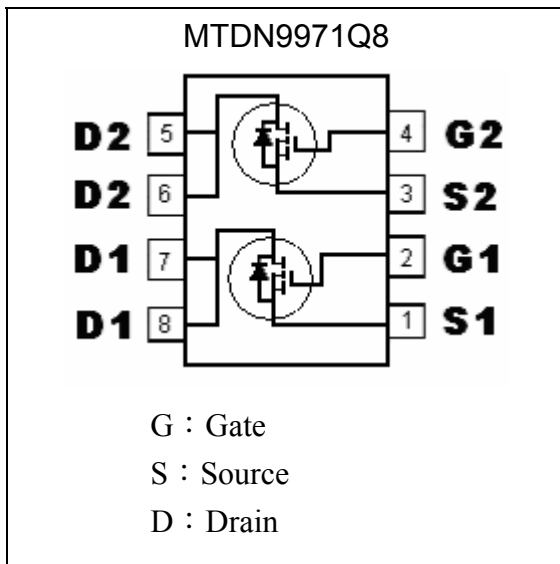 MTDN9971Q8
D2 5 4 G2
D2 6 3 S2
D1 7 2 G1
D1 8 1 S1
G：Gate
S：Source
D：Drain